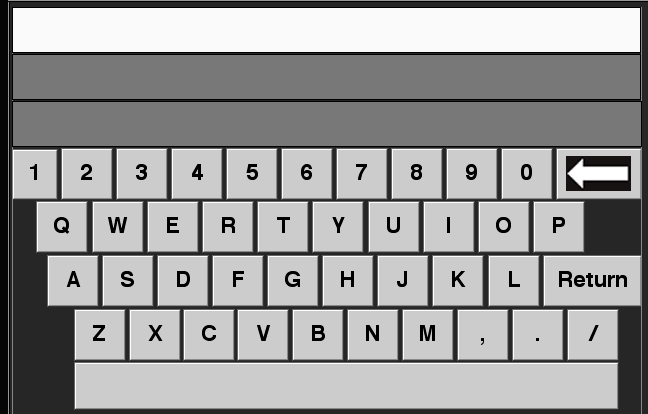 1 2 3 4 5 6 7 8 9 0
Q W E R T Y U I O P
A S D F G H J K L Return
Z X C V B N M , . /